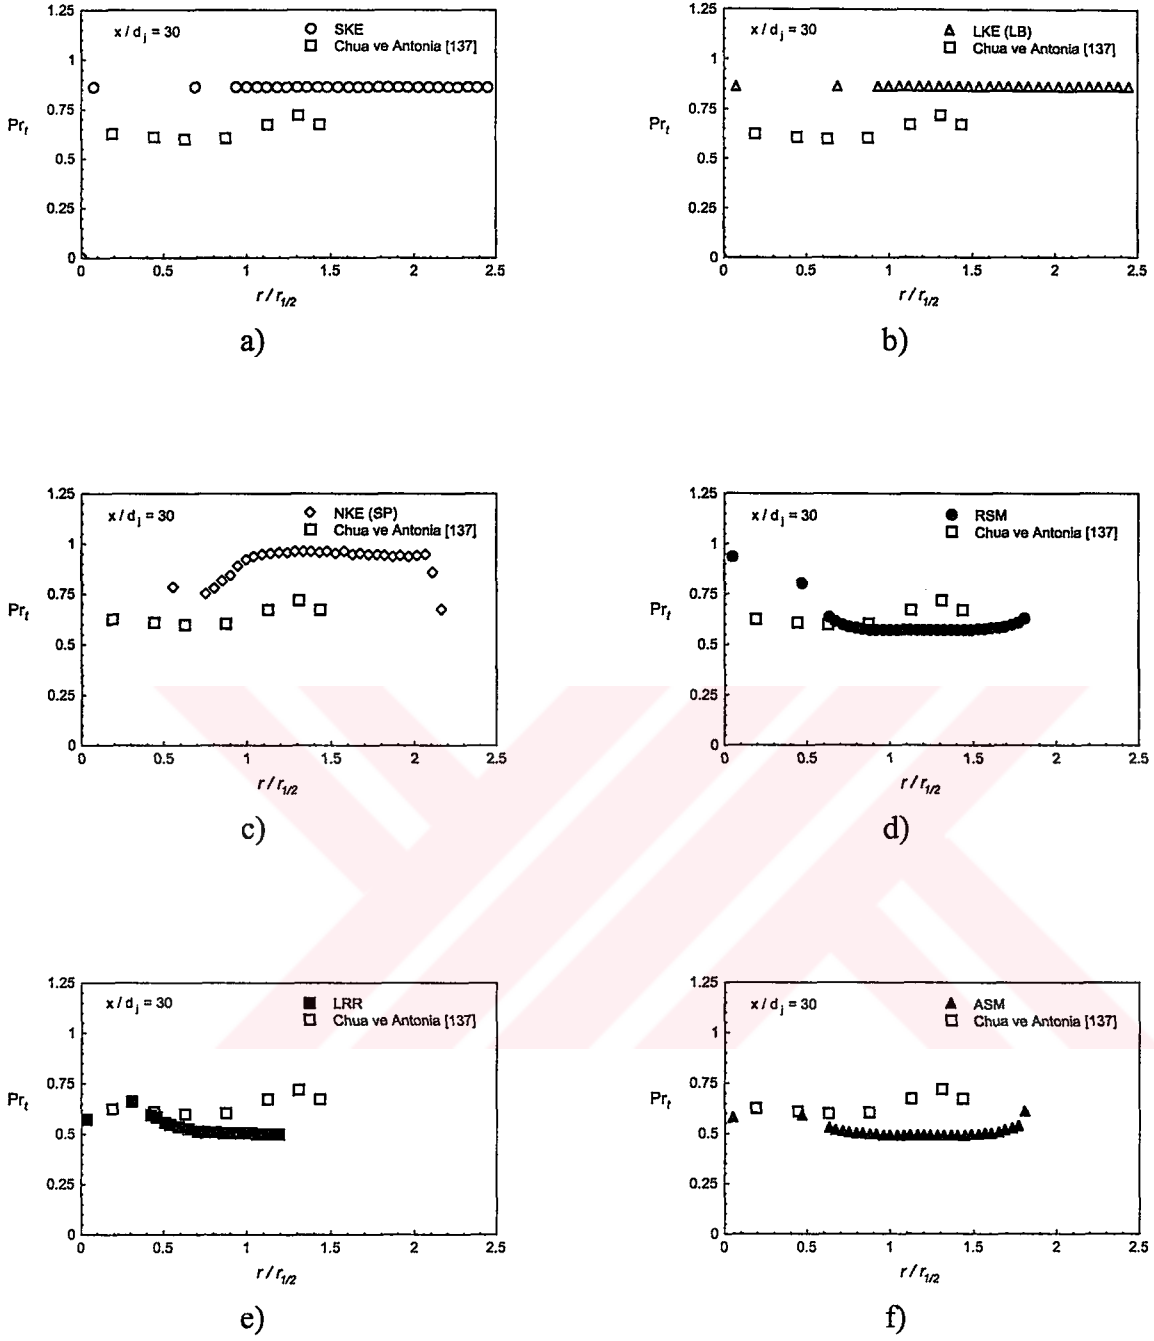 1.25
x / d j = 30
SKE
Chua ve Antonia [137]
1
0.75
Pr t
0.5
0.25
0
0 0.5 1 1.5 2 2.5
r / r 1/2
a)
1.25
x / d j = 30
LKE (LB)
Chua ve Antonia [137]
1
0.75
Pr t
0.5
0.25
0
0 0.5 1 1.5 2 2.5
r / r 1/2
b)
1.25
x / d j = 30
NKE (SP)
Chua ve Antonia [137]
1
0.75
Pr t
0.5
0.25
0
0 0.5 1 1.5 2 2.5
r / r 1/2
c)
1.25
x / d j = 30
RSM
Chua ve Antonia [137]
1
0.75
Pr t
0.5
0.25
0
0 0.5 1 1.5 2 2.5
r / r 1/2
d)
1.25
x / d j = 30
LRR
Chua ve Antonia [137]
1
0.75
Pr t
0.5
0.25
0
0 0.5 1 1.5 2 2.5
r / r 1/2
e)
1.25
x / d j = 30
ASM
Chua ve Antonia [137]
1
0.75
Pr t
0.5
0.25
0
0 0.5 1 1.5 2 2.5
r / r 1/2
f)